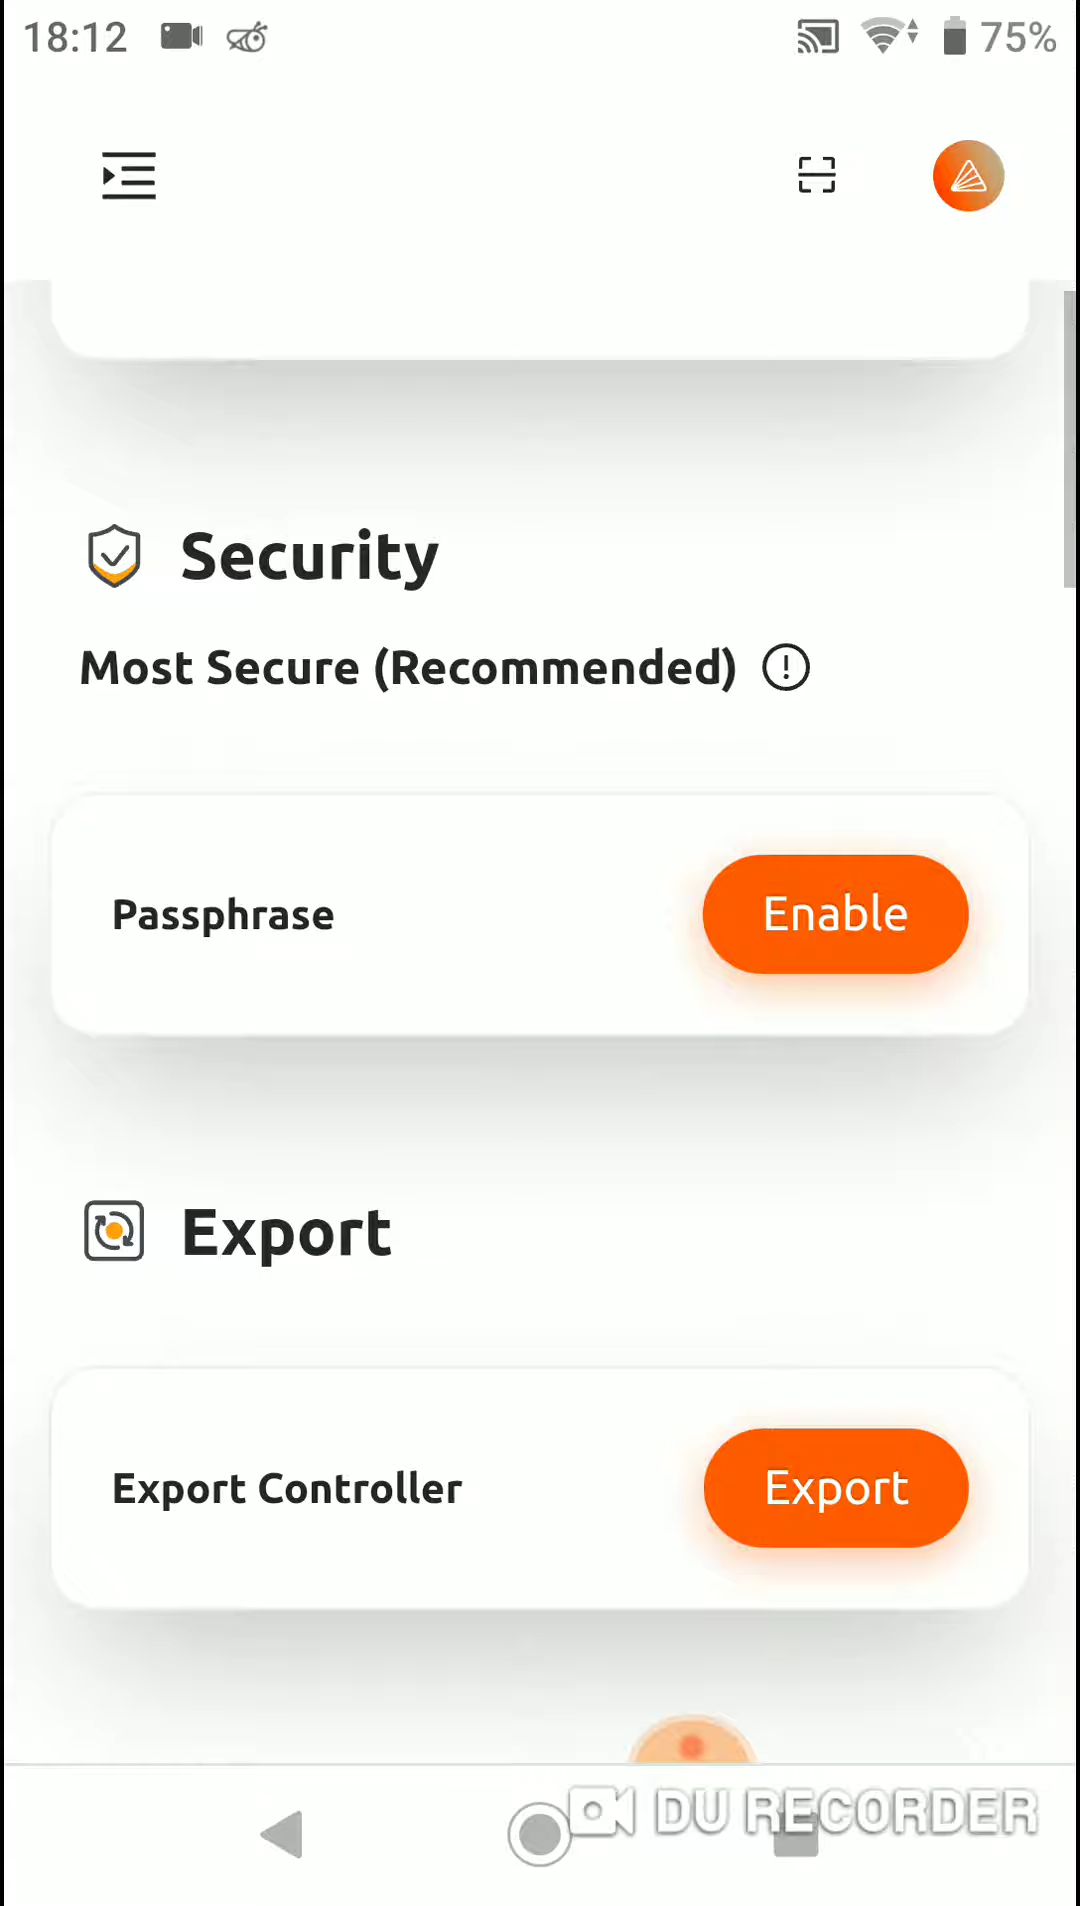 18:12
75%
Security
Most Secure (Recommended)
Passphrase
Enable
Export
Export Controller
Export
DU RECORDER